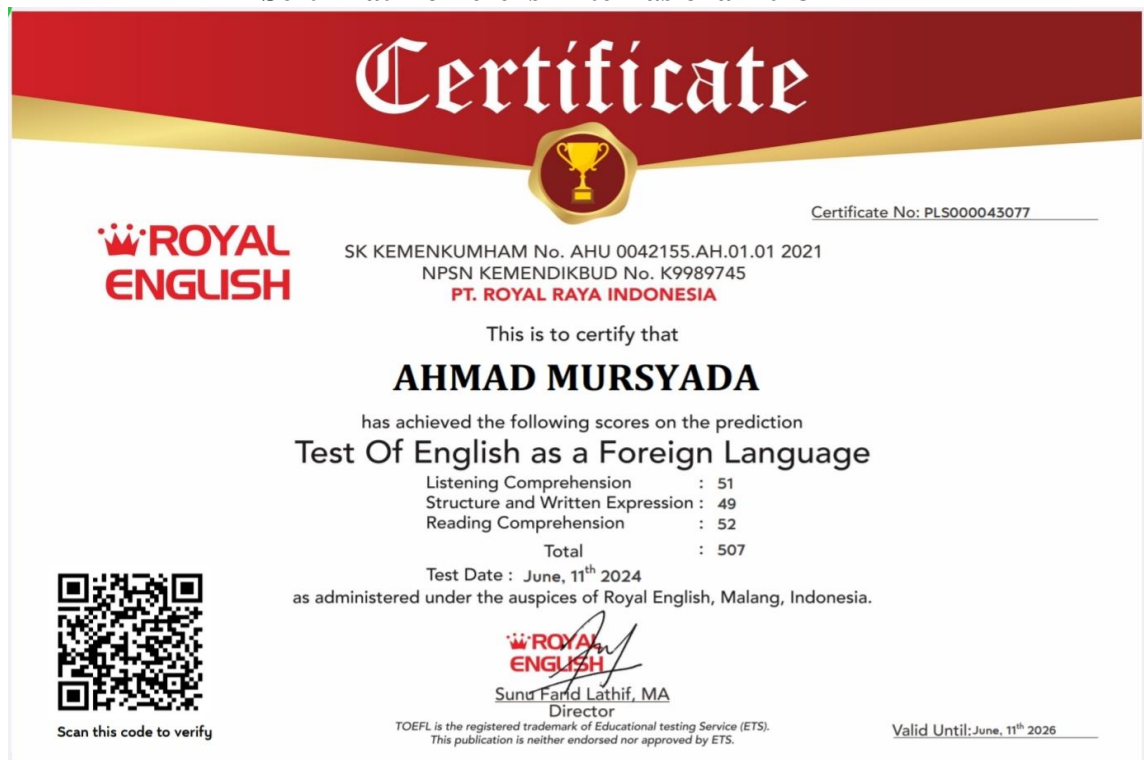 Certificate
Certificate No: PLS000043077
ROYAL
ENGLISH
SK KEMENKUMHAM No. AHU 0042155.AH.01.01 2021
NPSN KEMENDIKBUD No. K9989745
PT. ROYAL RAYA INDONESIA
This is to certify that
AHMAD MURSYADA
has achieved the following scores on the prediction
Test Of English as a Foreign Language
Listening Comprehension : 51
Structure and Written Expression : 49
Reading Comprehension : 52
Total : 507
Test Date : June, 11th 2024
as administered under the auspices of Royal English, Malang, Indonesia.
ROYAL
ENGLISH
Sunu Farid Lathif, MA
Director
TOEFL is the registered trademark of Educational testing Service (ETS).
This publication is neither endorsed nor approved by ETS.
Scan this code to verify
Valid Until: June, 11th 2026